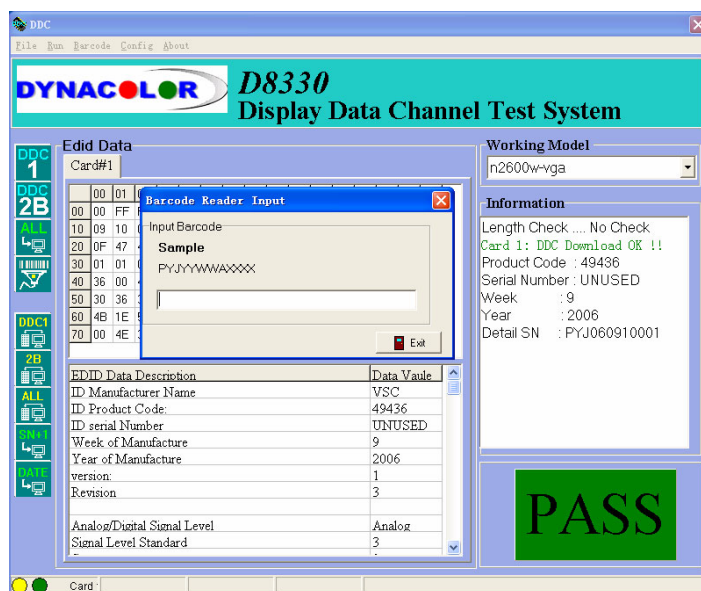 DDC
File Run Barcode Config About
DYNACOLOR
D8330
Display Data Channel Test System
DDC
1
DDC
2B
ALL
DDC1
2B
ALL
SN+1
DATE
Edid Data
Card#1
00 01
00 00 FF
10 09 10
20 0F 47
30 01 01
40 36 00
50 30 36
60 4B 1E
70 00 4E
Barcode Reader Input
Input Barcode
Sample
PYJYYWWAXXXX
Exit
EDID Data Description Data Vaule
ID Manufacturer Name VSC
ID Product Code: 49436
ID serial Number UNUSED
Week of Manufacture 9
Year of Manufacture 2006
version: 1
Revision 3
Analog/Digital Signal Level Analog
Signal Level Standard 3
Working Model
n2600w-vga
Information
Length Check .... No Check
Card 1: DDC Download OK !!
Product Code : 49436
Serial Number : UNUSED
Week : 9
Year : 2006
Detail SN : PYJ060910001
PASS
Card :